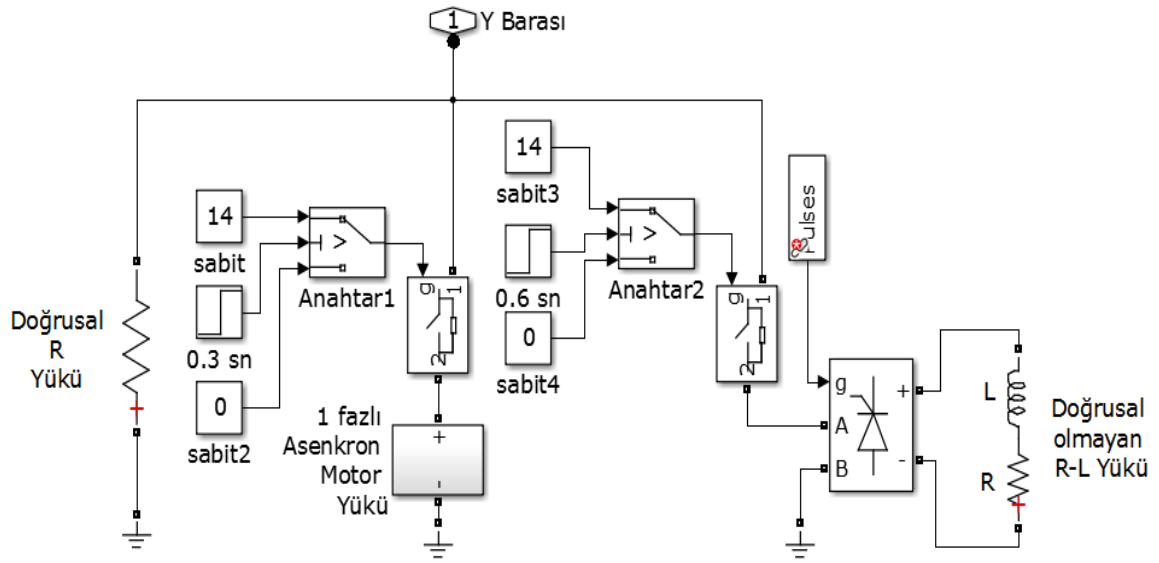 1 Y Barası
14
sabit
0.3 sn
0
sabit2
Anahtar1
g 1
2
Doğrusal
R
Yükü
1 fazlı
Asenkron
Motor
Yükü
+
-
14
sabit3
0.6 sn
0
sabit4
Anahtar2
g 1
2
g
A
B
+
-
L
R
Doğrusal
olmayan
R-L Yükü